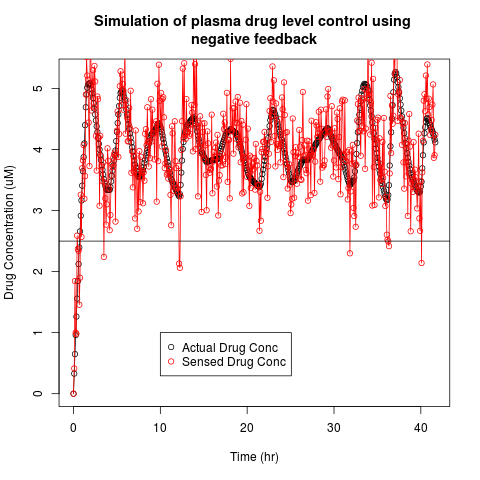 Simulation of plasma drug level control using
negative feedback
Drug Concentration (uM)
5
4
3
2
1
0
Actual Drug Conc
Sensed Drug Conc
0 10 20 30 40
Time (hr)